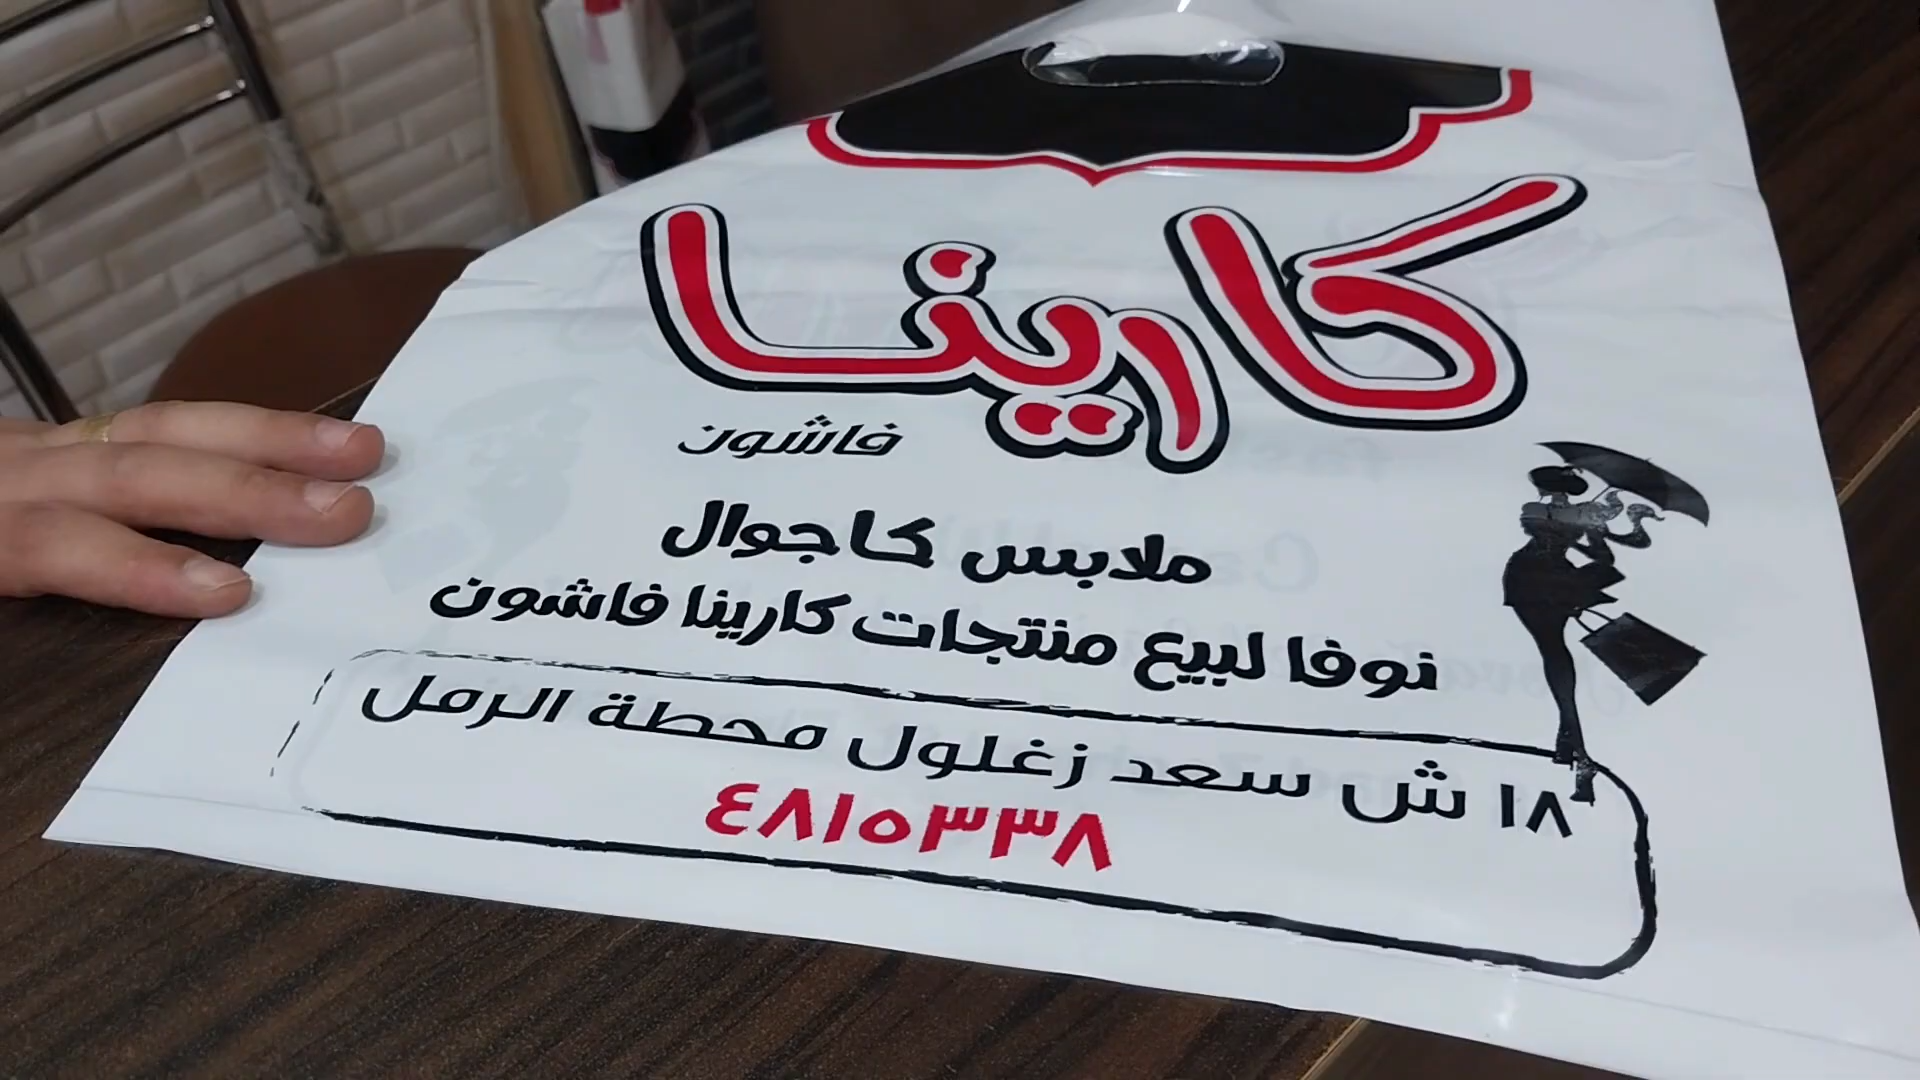 كارينا
فاشون
ملابس كاجوال
نوفا لبيع منتجات كارينا فاشون
١٨ ش سعد زغلول محطة الرمل
٤٨١٥٣٣٨